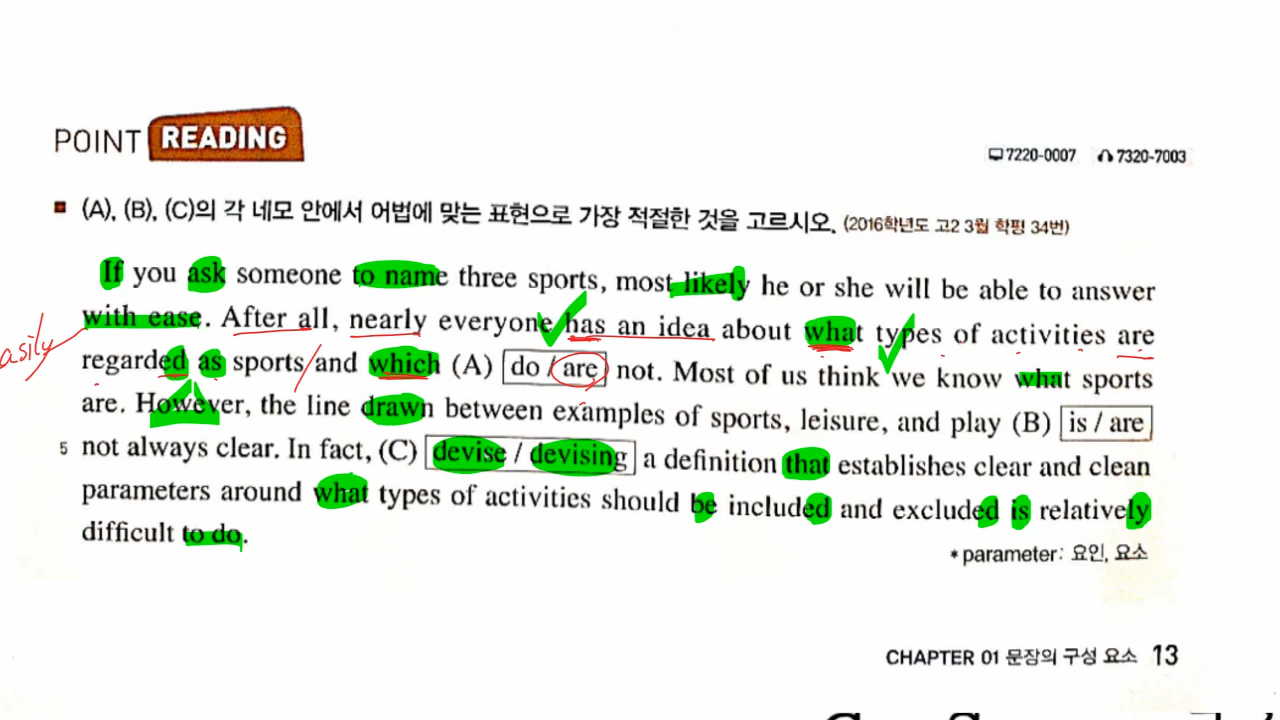 POINT READING
7220-0007 7320-7003
(A), (B), (C)의 각 네모 안에서 어법에 맞는 표현으로 가장 적절한 것을 고르시오. (2016학년도 고2 3월 학평 34번)
If you ask someone to name three sports, most likely he or she will be able to answer
with ease. After all, nearly everyone has an idea about what types of activities are
asily
regarded as sports and which (A) do / are not. Most of us think we know what sports
are. However, the line drawn between examples of sports, leisure, and play (B) is / are
5 not always clear. In fact, (C) devise / devising a definition that establishes clear and clean
parameters around what types of activities should be included and excluded is relatively
difficult to do.
* parameter: 요인, 요소
CHAPTER 01 문장의 구성 요소 13